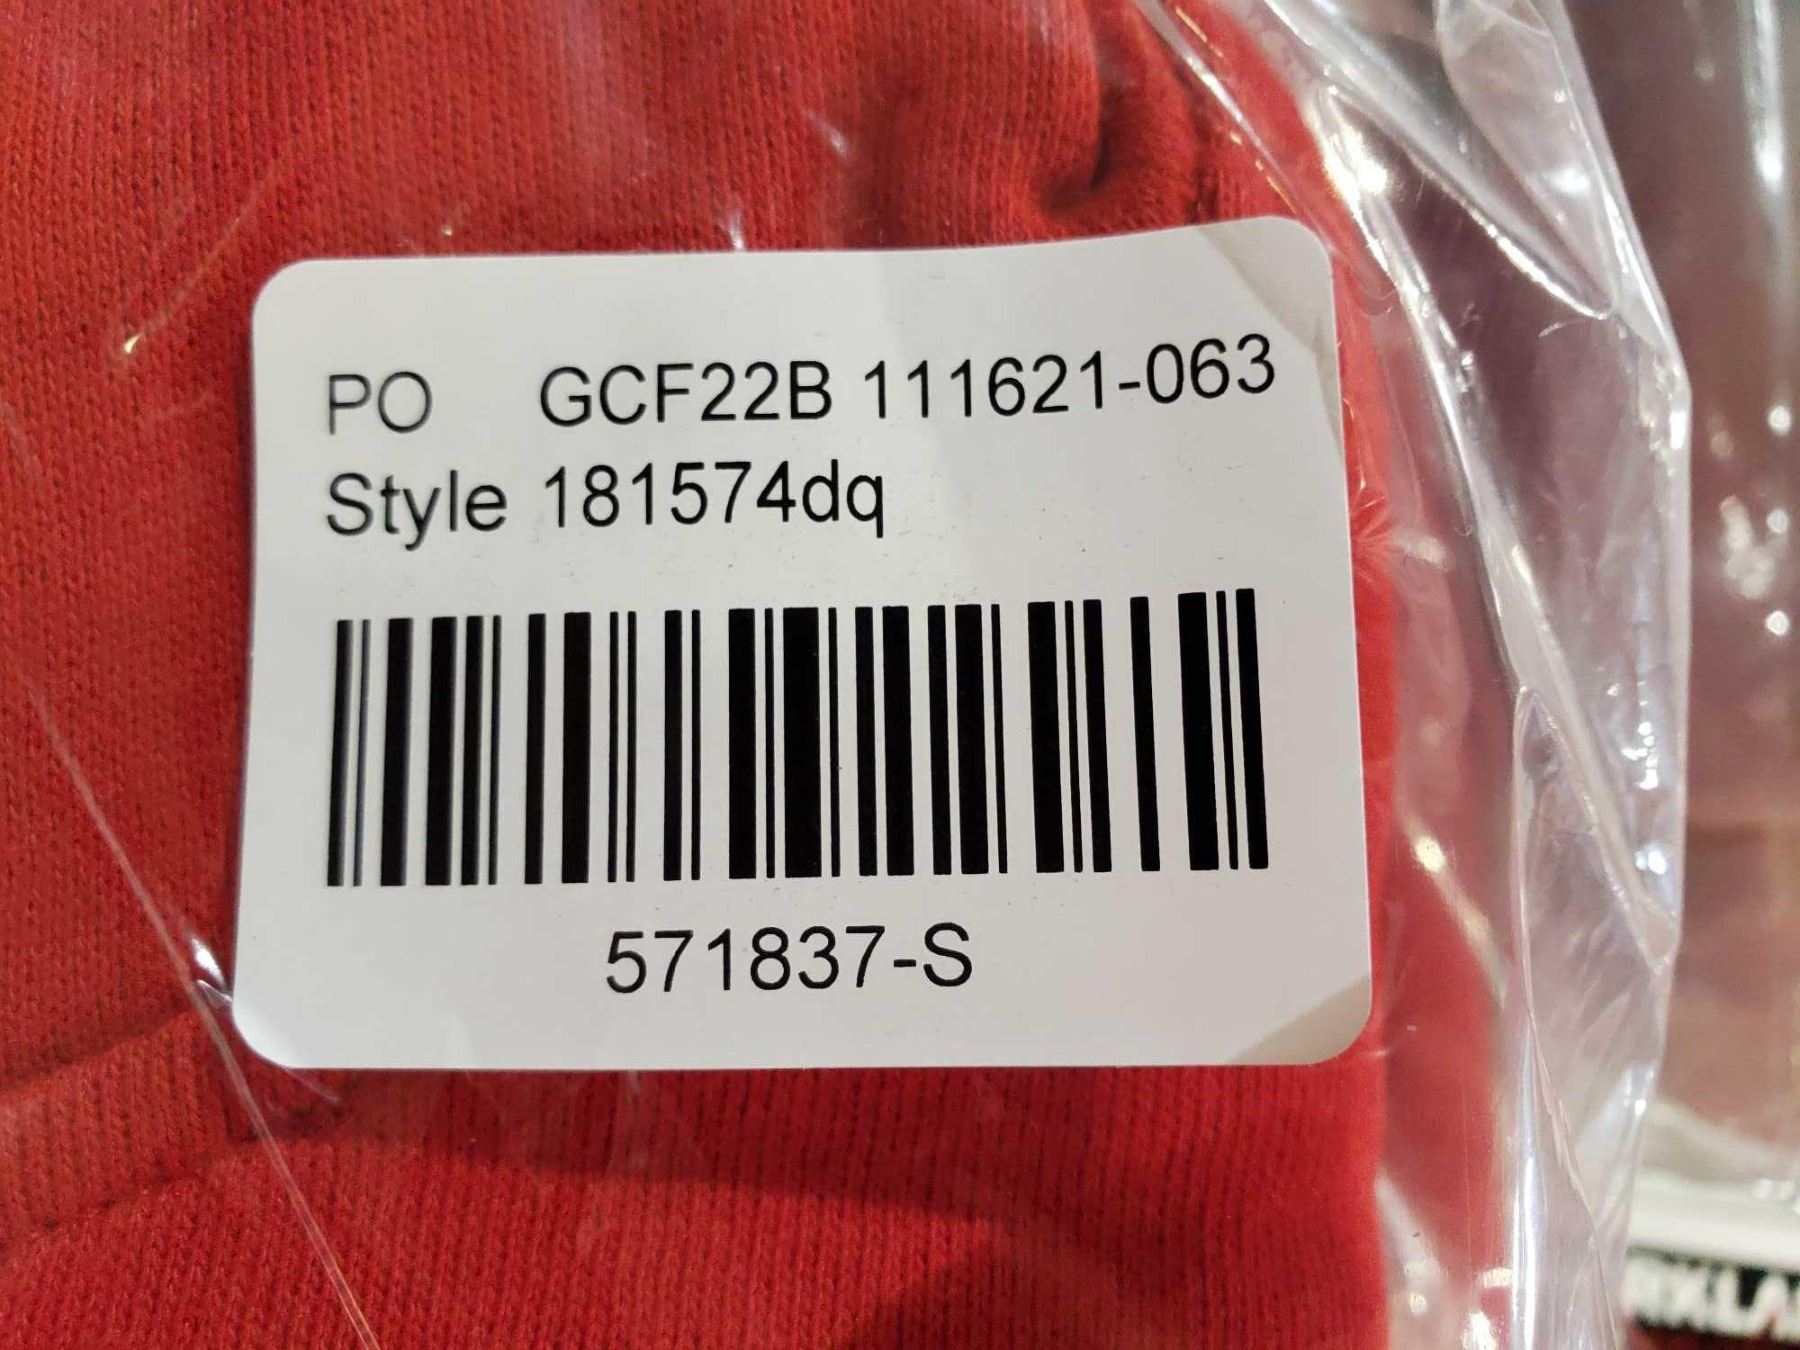 PO GCF22B 111621-063
Style 181574dq
571837-S